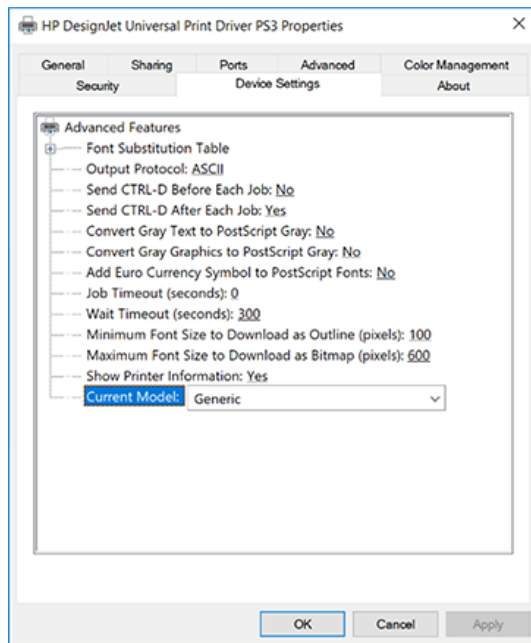 HP DesignJet Universal Print Driver PS3 Properties
General Sharing Ports Advanced Color Management
Security Device Settings About
Advanced Features
Font Substitution Table
Output Protocol: ASCII
Send CTRL-D Before Each Job: No
Send CTRL-D After Each Job: Yes
Convert Gray Text to PostScript Gray: No
Convert Gray Graphics to PostScript Gray: No
Add Euro Currency Symbol to PostScript Fonts: No
Job Timeout (seconds): 0
Wait Timeout (seconds): 300
Minimum Font Size to Download as Outline (pixels): 100
Maximum Font Size to Download as Bitmap (pixels): 600
Show Printer Information: Yes
Current Model: Generic
OK Cancel Apply